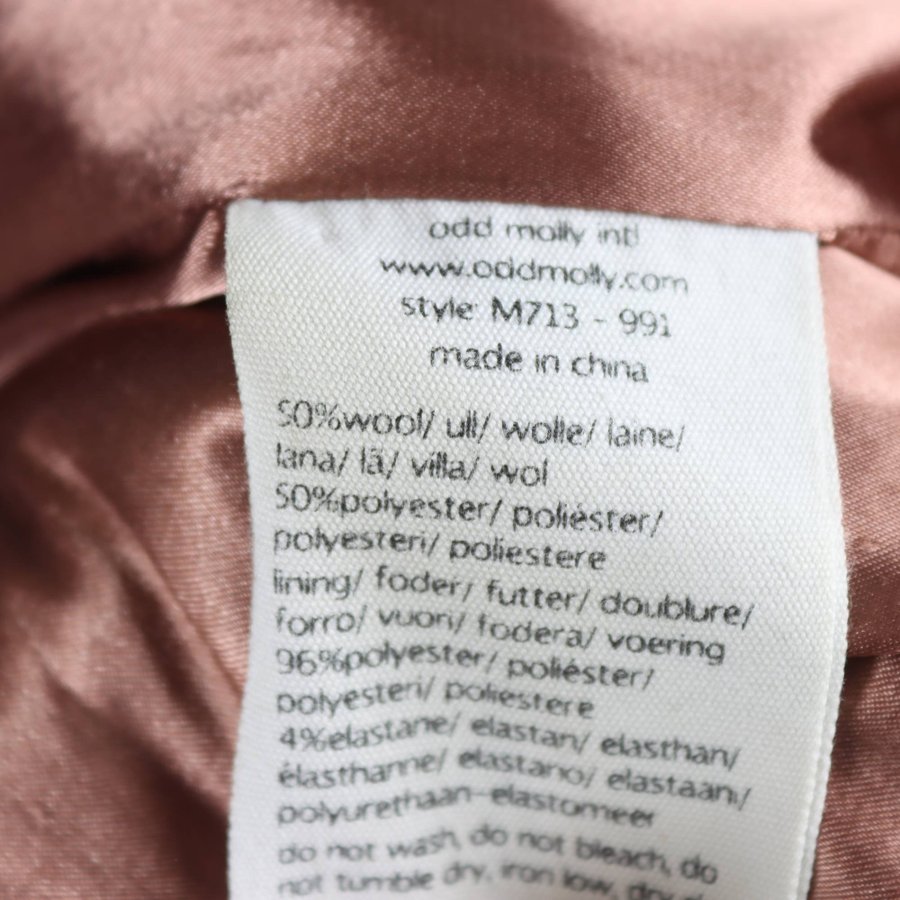 odd molly intl
www.oddmolly.com
style: M713 - 991
made in china
50%wool/ ull/ wolle/ laine/
lana/ lã/ villa/ wol
50%polyester/ poliéster/
polyesteri/ poliestere
lining/ foder/ futter/ doublure/
forro/ vuori/ fodera/ voering
96%polyester/ poliéster/
polyesteri/ poliestere
4%elastane/ elastan/ elasthan/
élasthanne/ elastano/ elastaani/
polyurethaan-elastomeer
do not wash, do not bleach, do
not tumble dry, iron low, dry